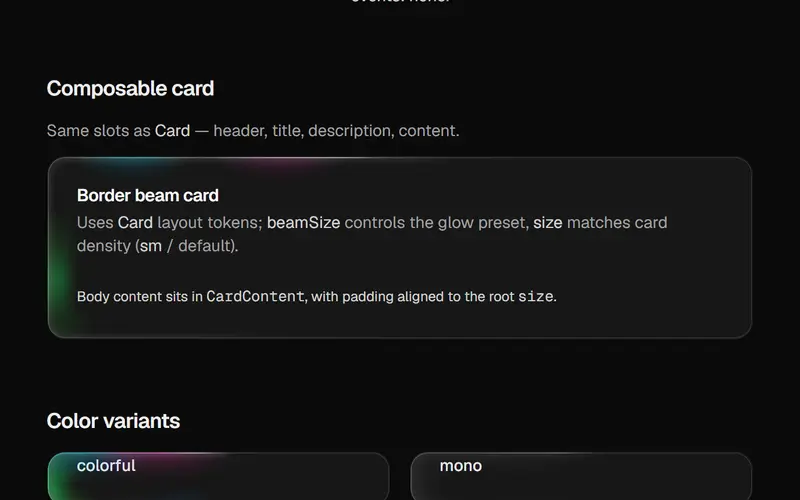 events: none.
Composable card
Same slots as Card — header, title, description, content.
Border beam card
Uses Card layout tokens; beamSize controls the glow preset, size matches card
density (sm / default).
Body content sits in CardContent, with padding aligned to the root size.
Color variants
colorful
mono